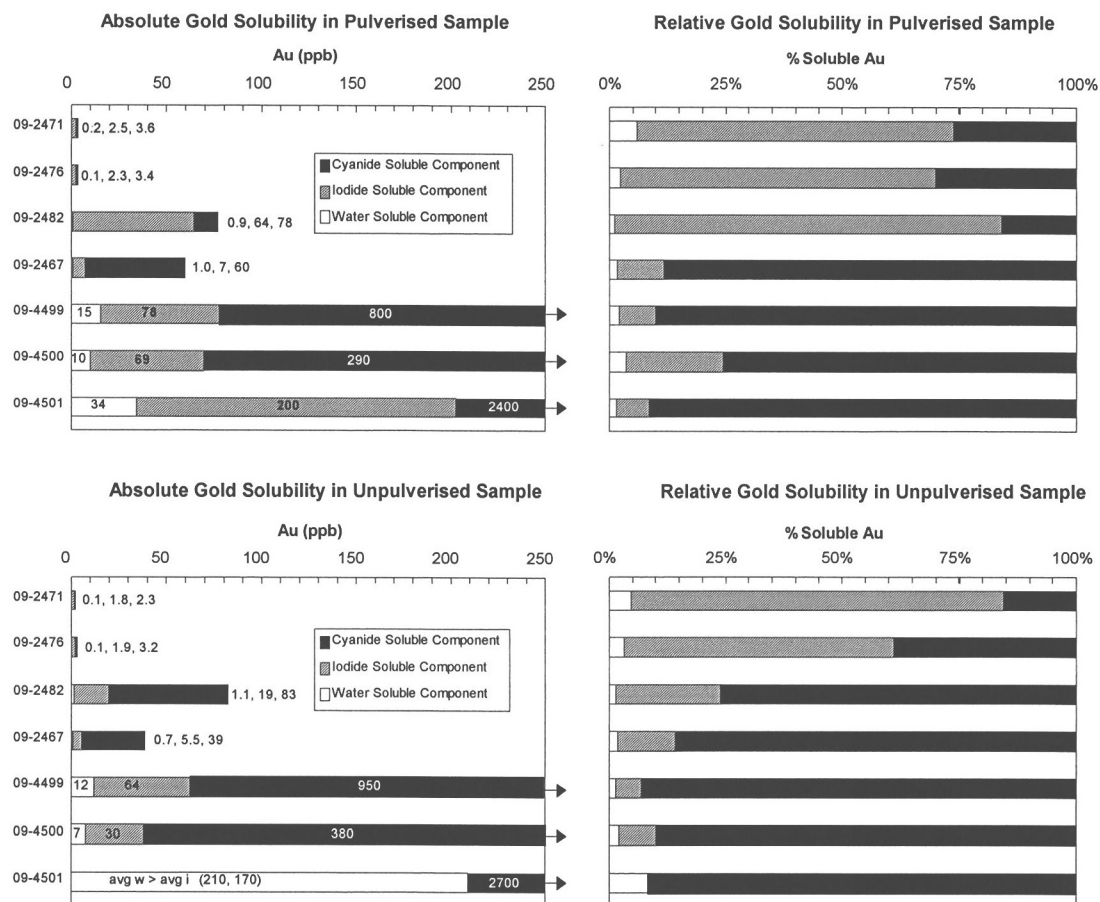 Absolute Gold Solubility in Pulverised Sample
Au (ppb)
0 50 100 150 200 250
09-2471 0.2, 2.5, 3.6
09-2476 0.1, 2.3, 3.4
09-2482 0.9, 64, 78
09-2467 1.0, 7, 60
09-4499 15 78 800
09-4500 10 69 290
09-4501 34 200 2400
Cyanide Soluble Component
Iodide Soluble Component
Water Soluble Component
Relative Gold Solubility in Pulverised Sample
% Soluble Au
0% 25% 50% 75% 100%
Absolute Gold Solubility in Unpulverised Sample
Au (ppb)
0 50 100 150 200 250
09-2471 0.1, 1.8, 2.3
09-2476 0.1, 1.9, 3.2
09-2482 1.1, 19, 83
09-2467 0.7, 5.5, 39
09-4499 12 64 950
09-4500 7 30 380
09-4501 avg w > avg i (210, 170) 2700
Cyanide Soluble Component
Iodide Soluble Component
Water Soluble Component
Relative Gold Solubility in Unpulverised Sample
% Soluble Au
0% 25% 50% 75% 100%